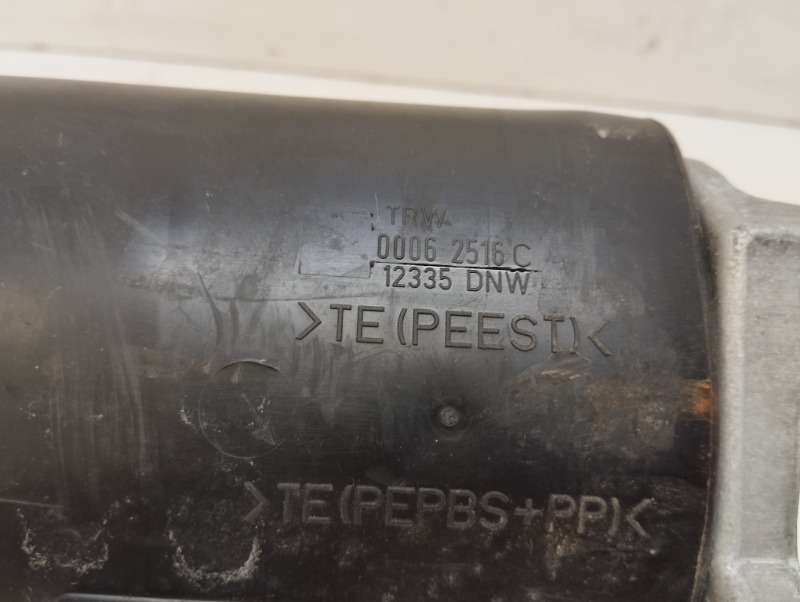 TRW
0006 2516 C
12335 DNW
>TE(PEEST)<
>TE(PEPBS+PP)<